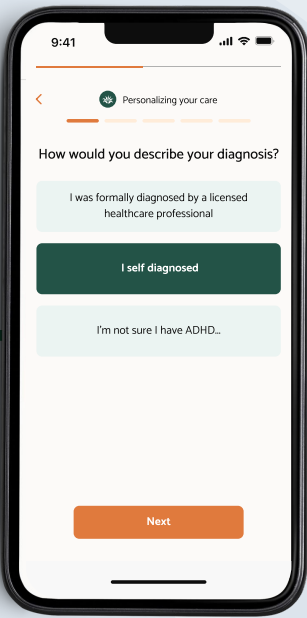 9:41
Personalizing your care
How would you describe your diagnosis?
I was formally diagnosed by a licensed
healthcare professional
I self diagnosed
I'm not sure I have ADHD...
Next